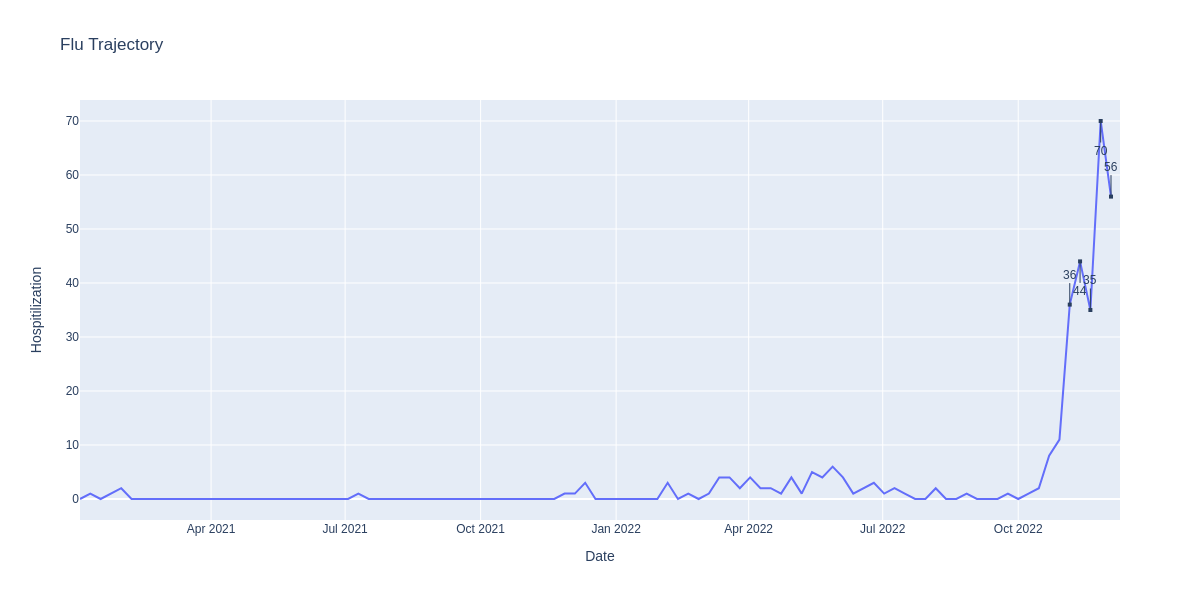 Flu Trajectory
Hospitilization
70
60
50
40
30
20
10
0
70
56
36
35
44
Apr 2021
Jul 2021
Oct 2021
Jan 2022
Apr 2022
Jul 2022
Oct 2022
Date